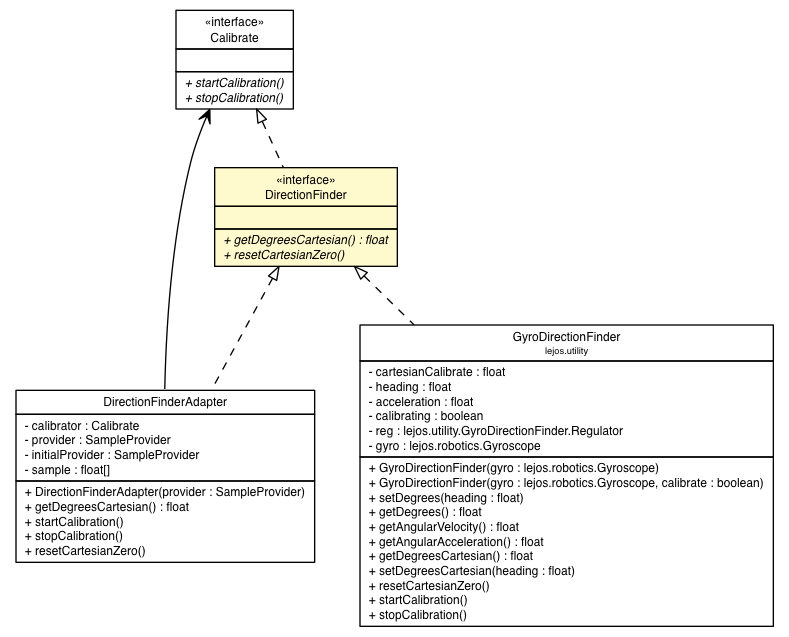 «interface»
Calibrate
+ startCalibration()
+ stopCalibration()
«interface»
DirectionFinder
+ getDegreesCartesian() : float
+ resetCartesianZero()
DirectionFinderAdapter
- calibrator : Calibrate
- provider : SampleProvider
- initialProvider : SampleProvider
- sample : float[]
+ DirectionFinderAdapter(provider : SampleProvider)
+ getDegreesCartesian() : float
+ startCalibration()
+ stopCalibration()
+ resetCartesianZero()
GyroDirectionFinder
lejos.utility
- cartesianCalibrate : float
- heading : float
- acceleration : float
- calibrating : boolean
- reg : lejos.utility.GyroDirectionFinder.Regulator
- gyro : lejos.robotics.Gyroscope
+ GyroDirectionFinder(gyro : lejos.robotics.Gyroscope)
+ GyroDirectionFinder(gyro : lejos.robotics.Gyroscope, calibrate : boolean)
+ setDegrees(heading : float)
+ getDegrees() : float
+ getAngularVelocity() : float
+ getAngularAcceleration() : float
+ getDegreesCartesian() : float
+ setDegreesCartesian(heading : float)
+ resetCartesianZero()
+ startCalibration()
+ stopCalibration()